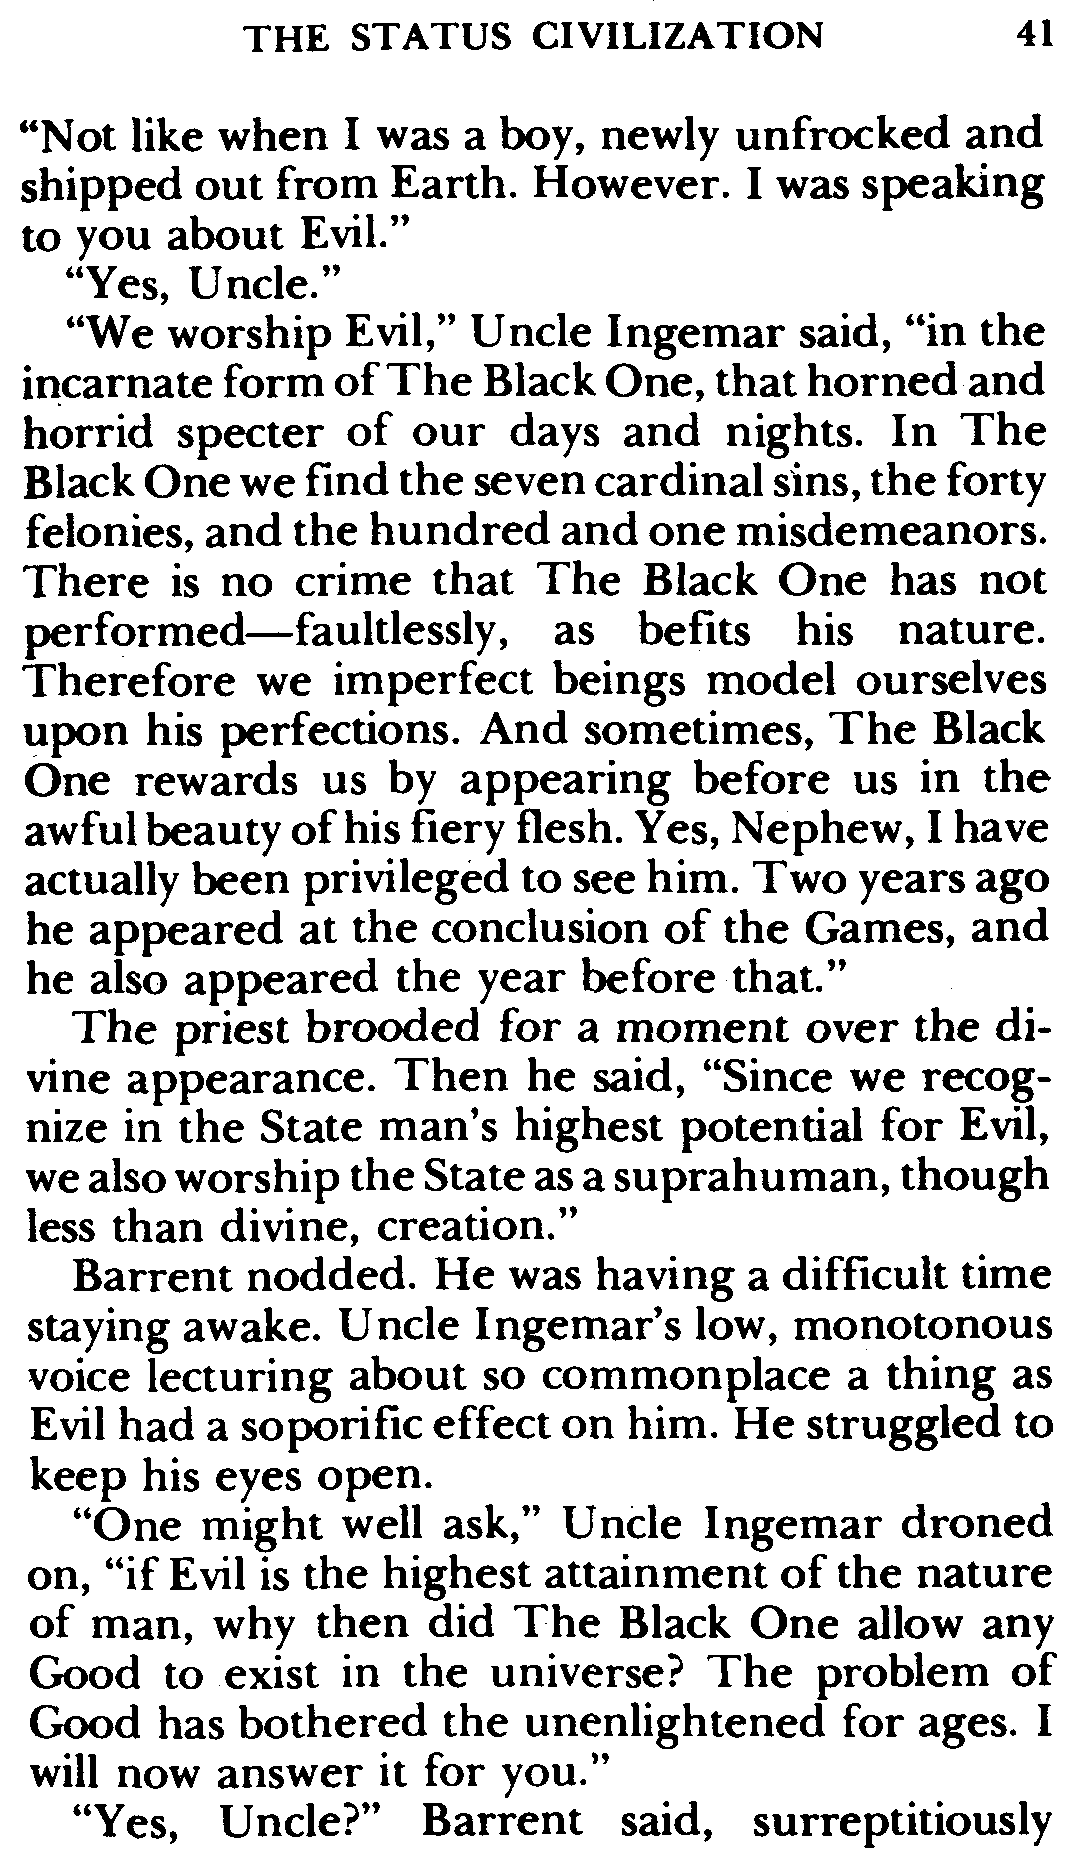 THE STATUS CIVILIZATION 41
“Not like when I was a boy, newly unfrocked and
shipped out from Earth. However. I was speaking
to you about Evil.”
“Yes, Uncle.”
“We worship Evil,” Uncle Ingemar said, “in the
incarnate form of The Black One, that horned and
horrid specter of our days and nights. In The
Black One we find the seven cardinal sins, the forty
felonies, and the hundred and one misdemeanors.
There is no crime that The Black One has not
performed—faultlessly, as befits his nature.
Therefore we imperfect beings model ourselves
upon his perfections. And sometimes, The Black
One rewards us by appearing before us in the
awful beauty of his fiery flesh. Yes, Nephew, I have
actually been privileged to see him. Two years ago
he appeared at the conclusion of the Games, and
he also appeared the year before that.”
The priest brooded for a moment over the di-
vine appearance. Then he said, “Since we recog-
nize in the State man’s highest potential for Evil,
we also worship the State as a suprahuman, though
less than divine, creation.”
Barrent nodded. He was having a difficult time
staying awake. Uncle Ingemar’s low, monotonous
voice lecturing about so commonplace a thing as
Evil had a soporific effect on him. He struggled to
keep his eyes open.
“One might well ask,” Uncle Ingemar droned
on, “if Evil is the highest attainment of the nature
of man, why then did The Black One allow any
Good to exist in the universe? The problem of
Good has bothered the unenlightened for ages. I
will now answer it for you.”
“Yes, Uncle?” Barrent said, surreptitiously